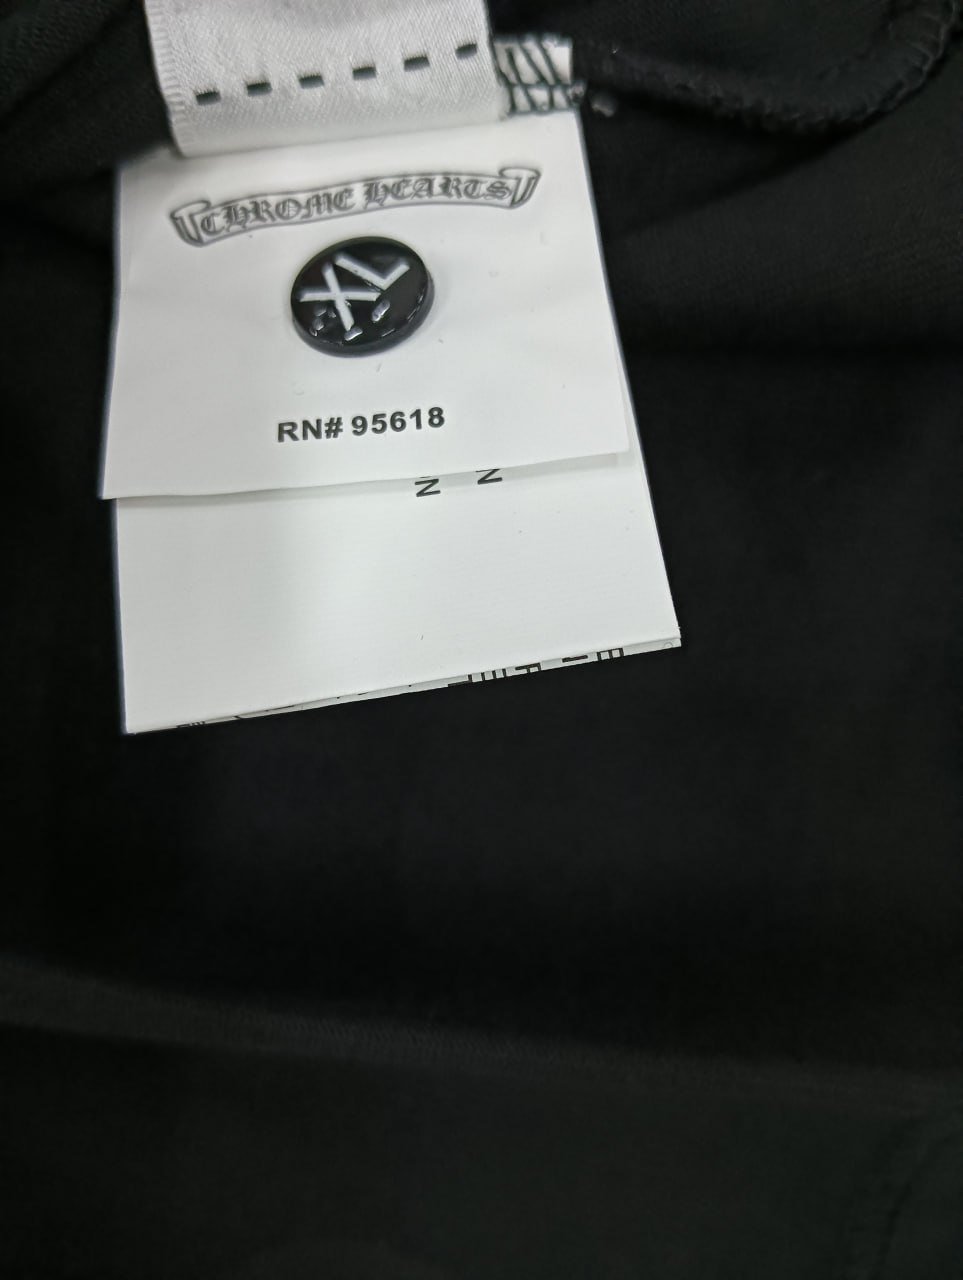 CHROME HEARTS
XL
RN# 95618